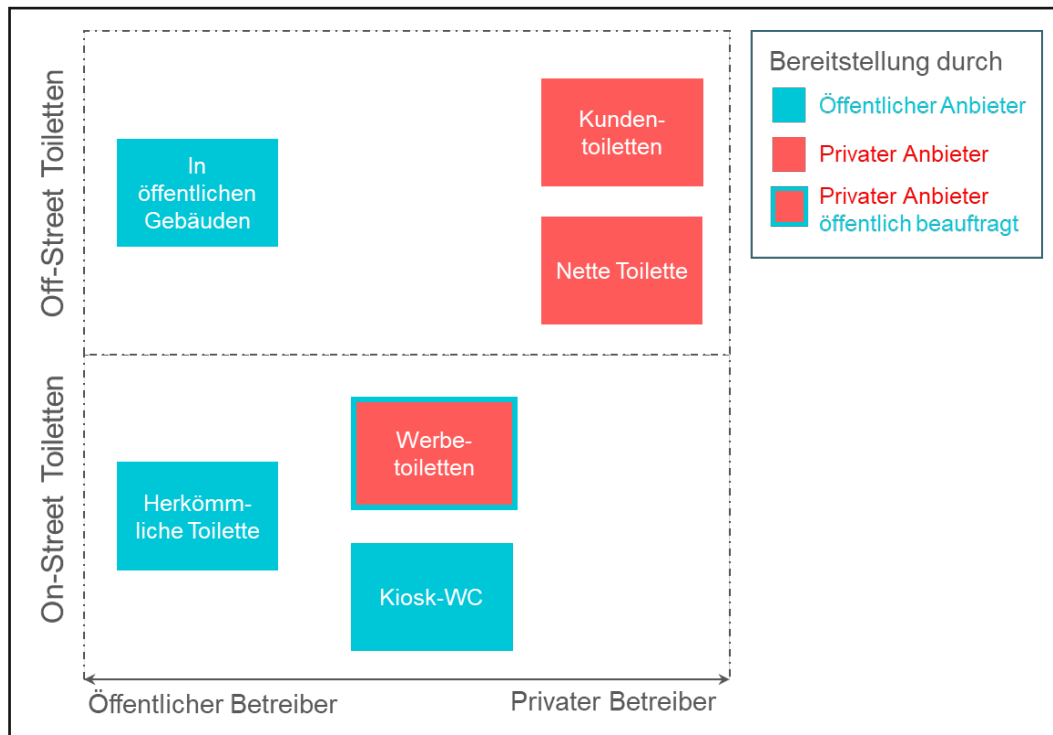 Off-Street Toiletten
In
öffentlichen
Gebäuden
Kunden-
toiletten
Nette Toilette
On-Street Toiletten
Herkömm-
liche Toilette
Werbe-
toiletten
Kiosk-WC
Öffentlicher Betreiber
Privater Betreiber
Bereitstellung durch
Öffentlicher Anbieter
Privater Anbieter
Privater Anbieter
öffentlich beauftragt